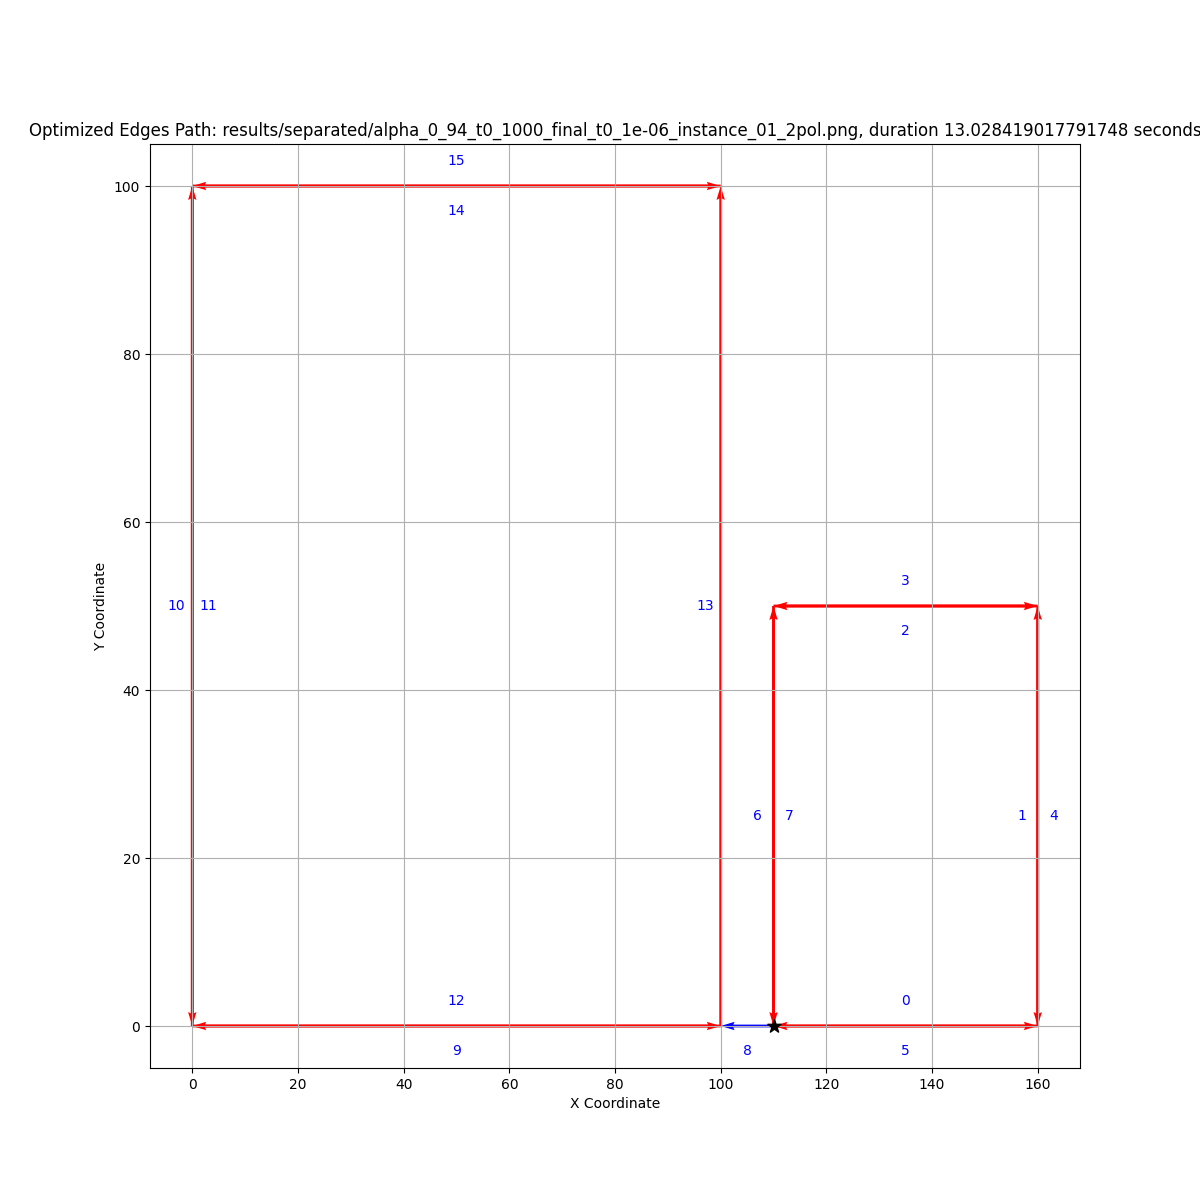 Optimized Edges Path: results/separated/alpha_0_94_t0_1000_final_t0_1e-06_instance_01_2pol.png, duration 13.028419017791748 seconds
15
100
14
80
60
3
10 11 13
2
Y Coordinate
40
6 7 1 4
20
12 0
0
9 8 5
0 20 40 60 80 100 120 140 160
X Coordinate